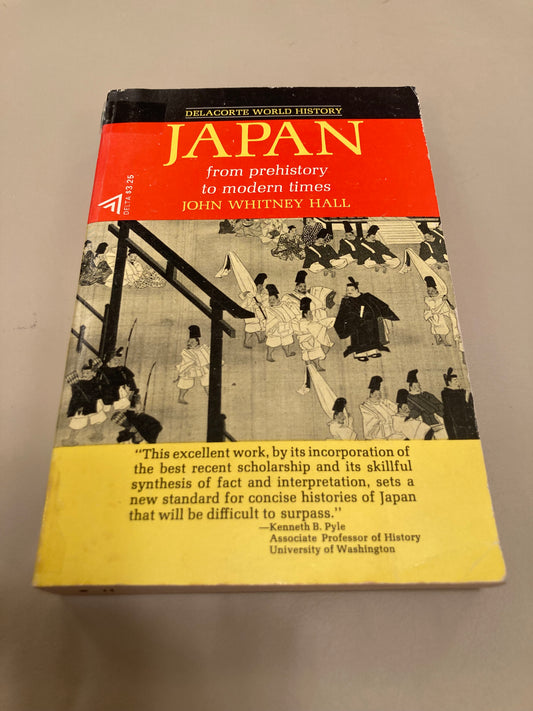 DELACORTE WORLD HISTORY
JAPAN
from prehistory
to modern times
JOHN WHITNEY HALL
DELTA $3.25
"This excellent work, by its incorporation of
the best recent scholarship and its skillful
synthesis of fact and interpretation, sets a
new standard for concise histories of Japan
that will be difficult to surpass."
—Kenneth B. Pyle
Associate Professor of History
University of Washington